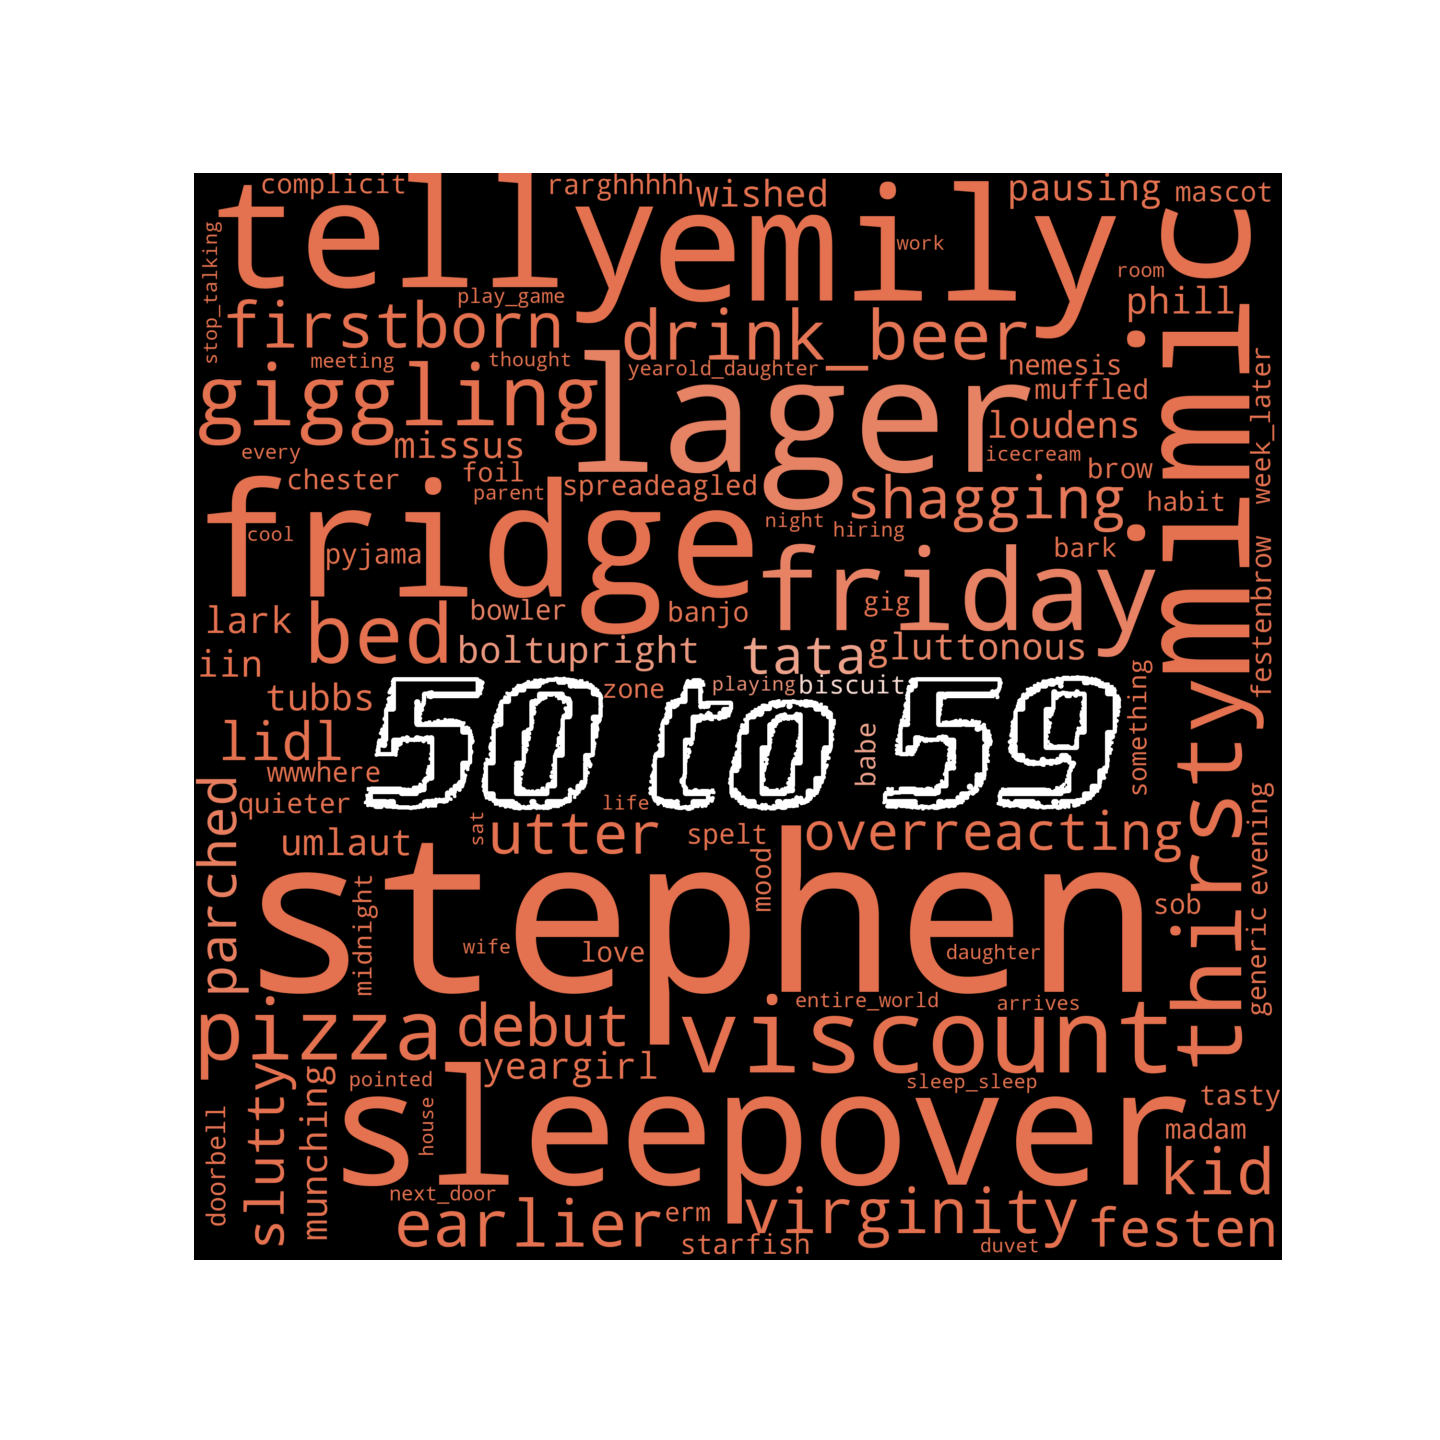 complicit
rarghhhhh
wished
pausing
mascot
telly
emily
mimic
stop_talking
work
room
play_game
phill
firstborn
drink_beer
meeting
thought
yearold_daughter
nemesis
muffled
week_later
giggling
lager
loudens
missus
every
icecream
brow
chester
foil
parent
spreadeagled
shagging
habit
fridge
night
hiring
cool
pyjama
bark
friday
lark
bed
bowler
banjo
gig
festenbrow
iin
boltupright
tata
gluttonous
tubbs
zone
playing
biscuit
something
thirsty
50 to 59
lidl
babe
wwwhere
quieter
life
parched
umlaut
sat
utter
spelt
overreacting
evening
stephen
mood
midnight
wife
love
daughter
sob
generic
entire_world
arrives
pizza
debut
viscount
yeargirl
pointed
sleep_sleep
tasty
slutty
munching
house
sleepover
madam
doorbell
next_door
kid
earlier
erm
virginity
festen
starfish
duvet